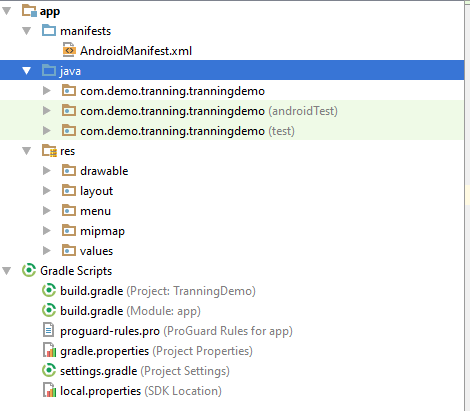 app
manifests
AndroidManifest.xml
java
com.demo.tranning.tranningdemo
com.demo.tranning.tranningdemo (androidTest)
com.demo.tranning.tranningdemo (test)
res
drawable
layout
menu
mipmap
values
Gradle Scripts
build.gradle (Project: TranningDemo)
build.gradle (Module: app)
proguard-rules.pro (ProGuard Rules for app)
gradle.properties (Project Properties)
settings.gradle (Project Settings)
local.properties (SDK Location)